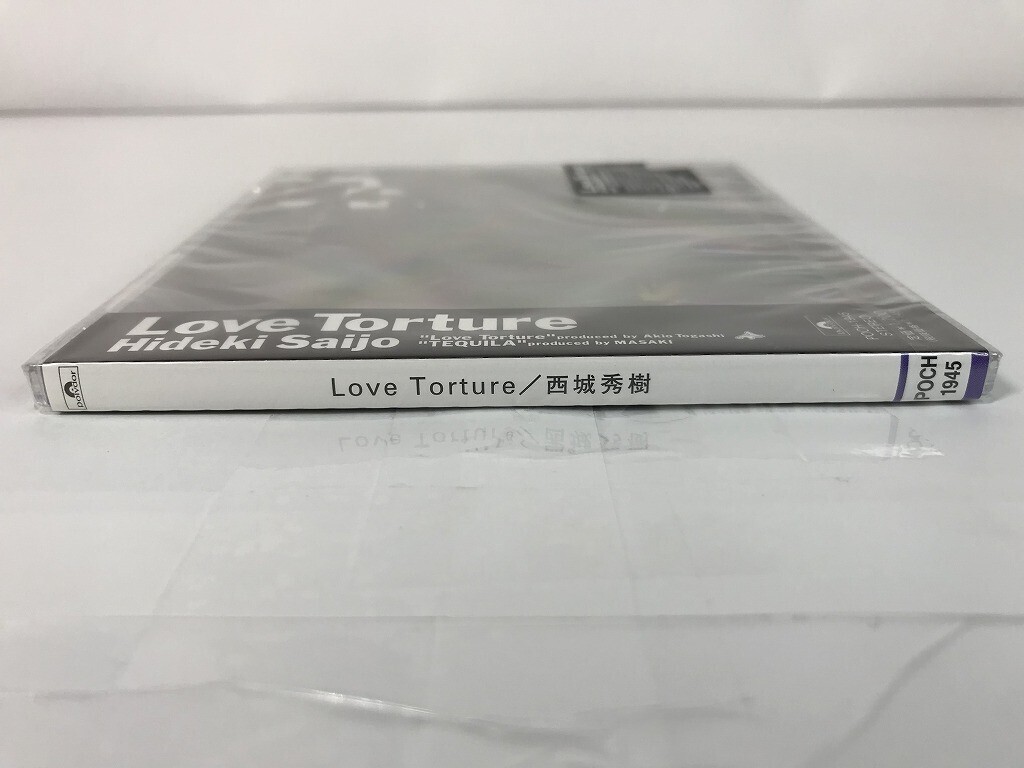 Love Torture
Hideki Saijo
"Love Torture" produced by Akio Togashi
"TEQUILA" produced by MASAKI
polydor
Love Torture／西城秀樹
POCH
1945